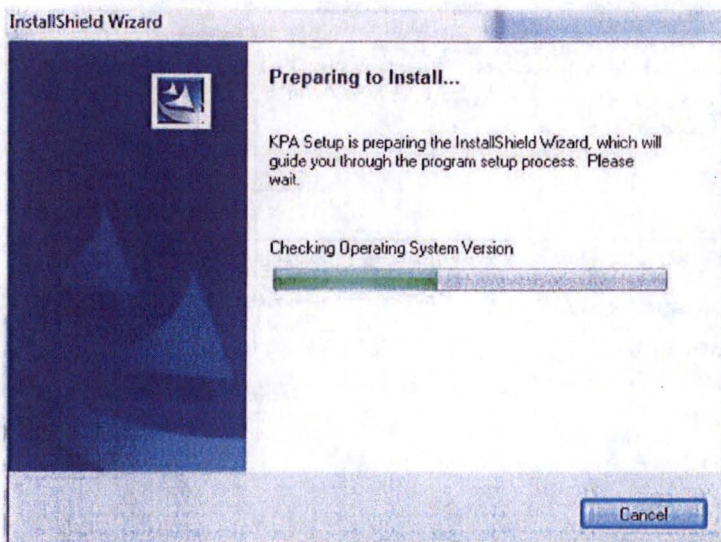 InstallShield Wizard
Preparing to Install...
KPA Setup is preparing the InstallShield Wizard, which will
guide you through the program setup process. Please
wait.
Checking Operating System Version
Cancel